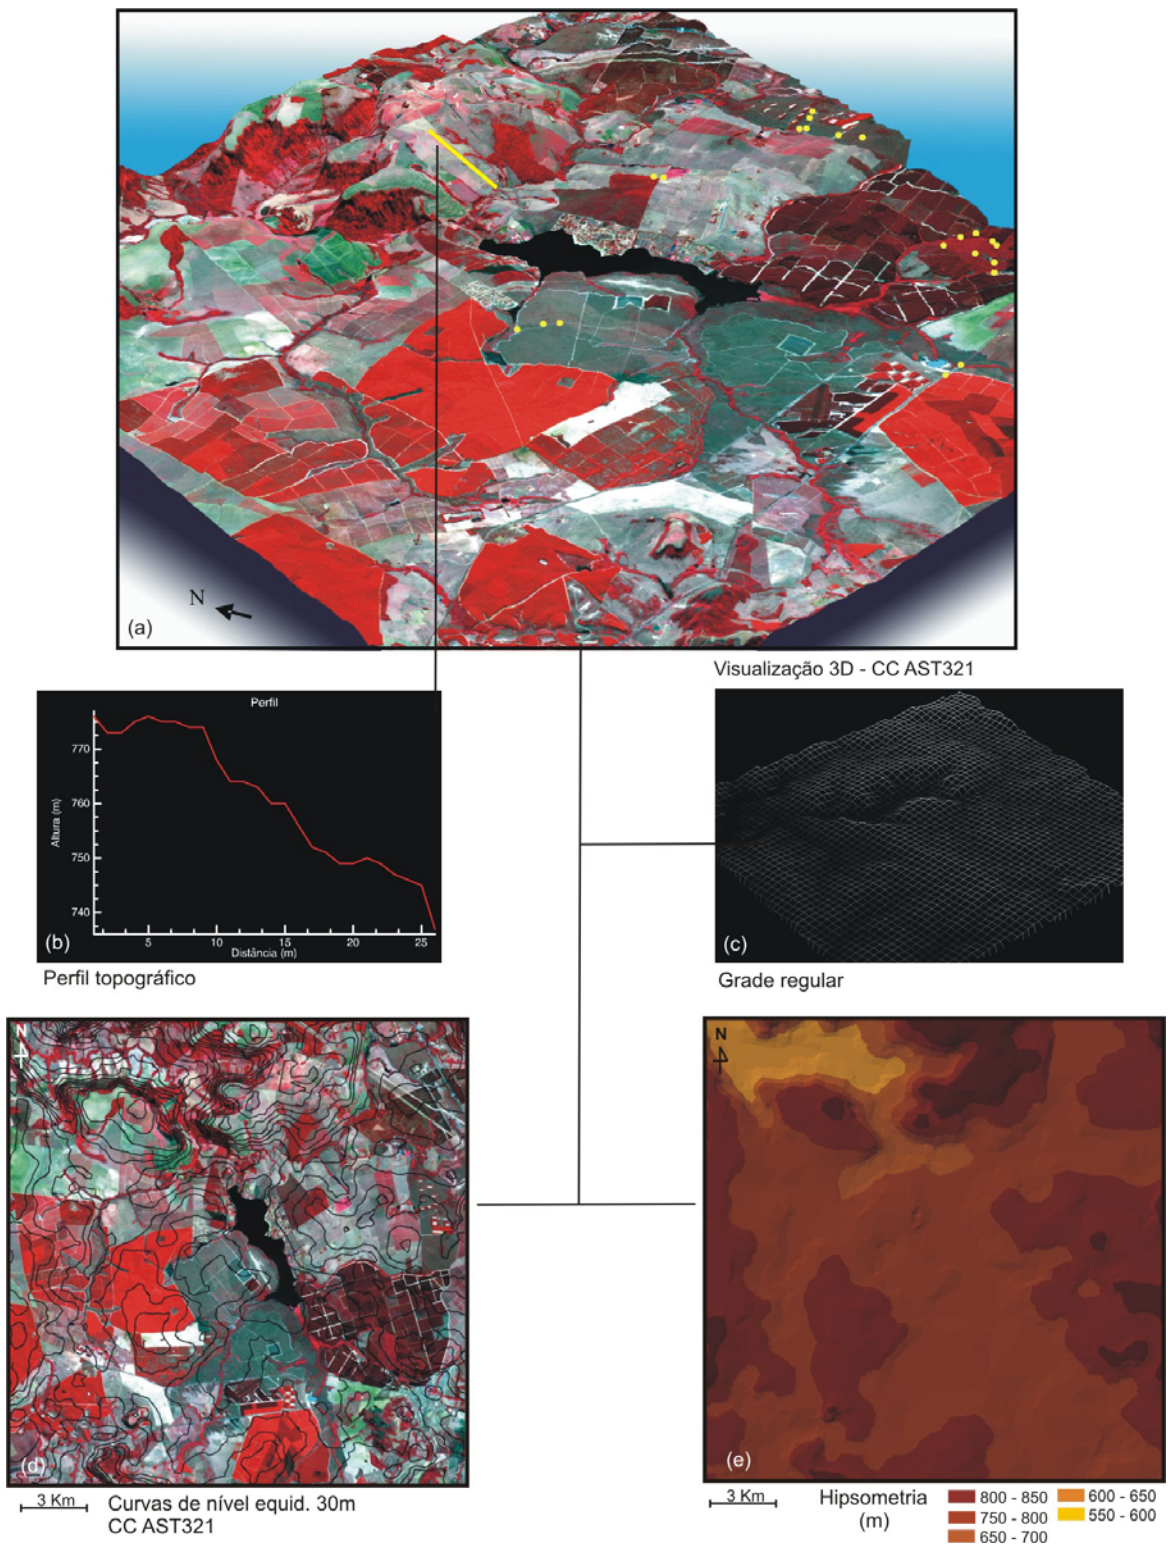 N
(a)
Visualização 3D - CC AST321
Perfil
770
760
750
740
Altura (m)
5
10
15
20
25
Distância (m)
(b)
Perfil topográfico
(c)
Grade regular
N
(d)
3 Km
Curvas de nível equid. 30m
CC AST321
N
(e)
3 Km
Hipsometria
(m)
800 - 850
750 - 800
650 - 700
600 - 650
550 - 600